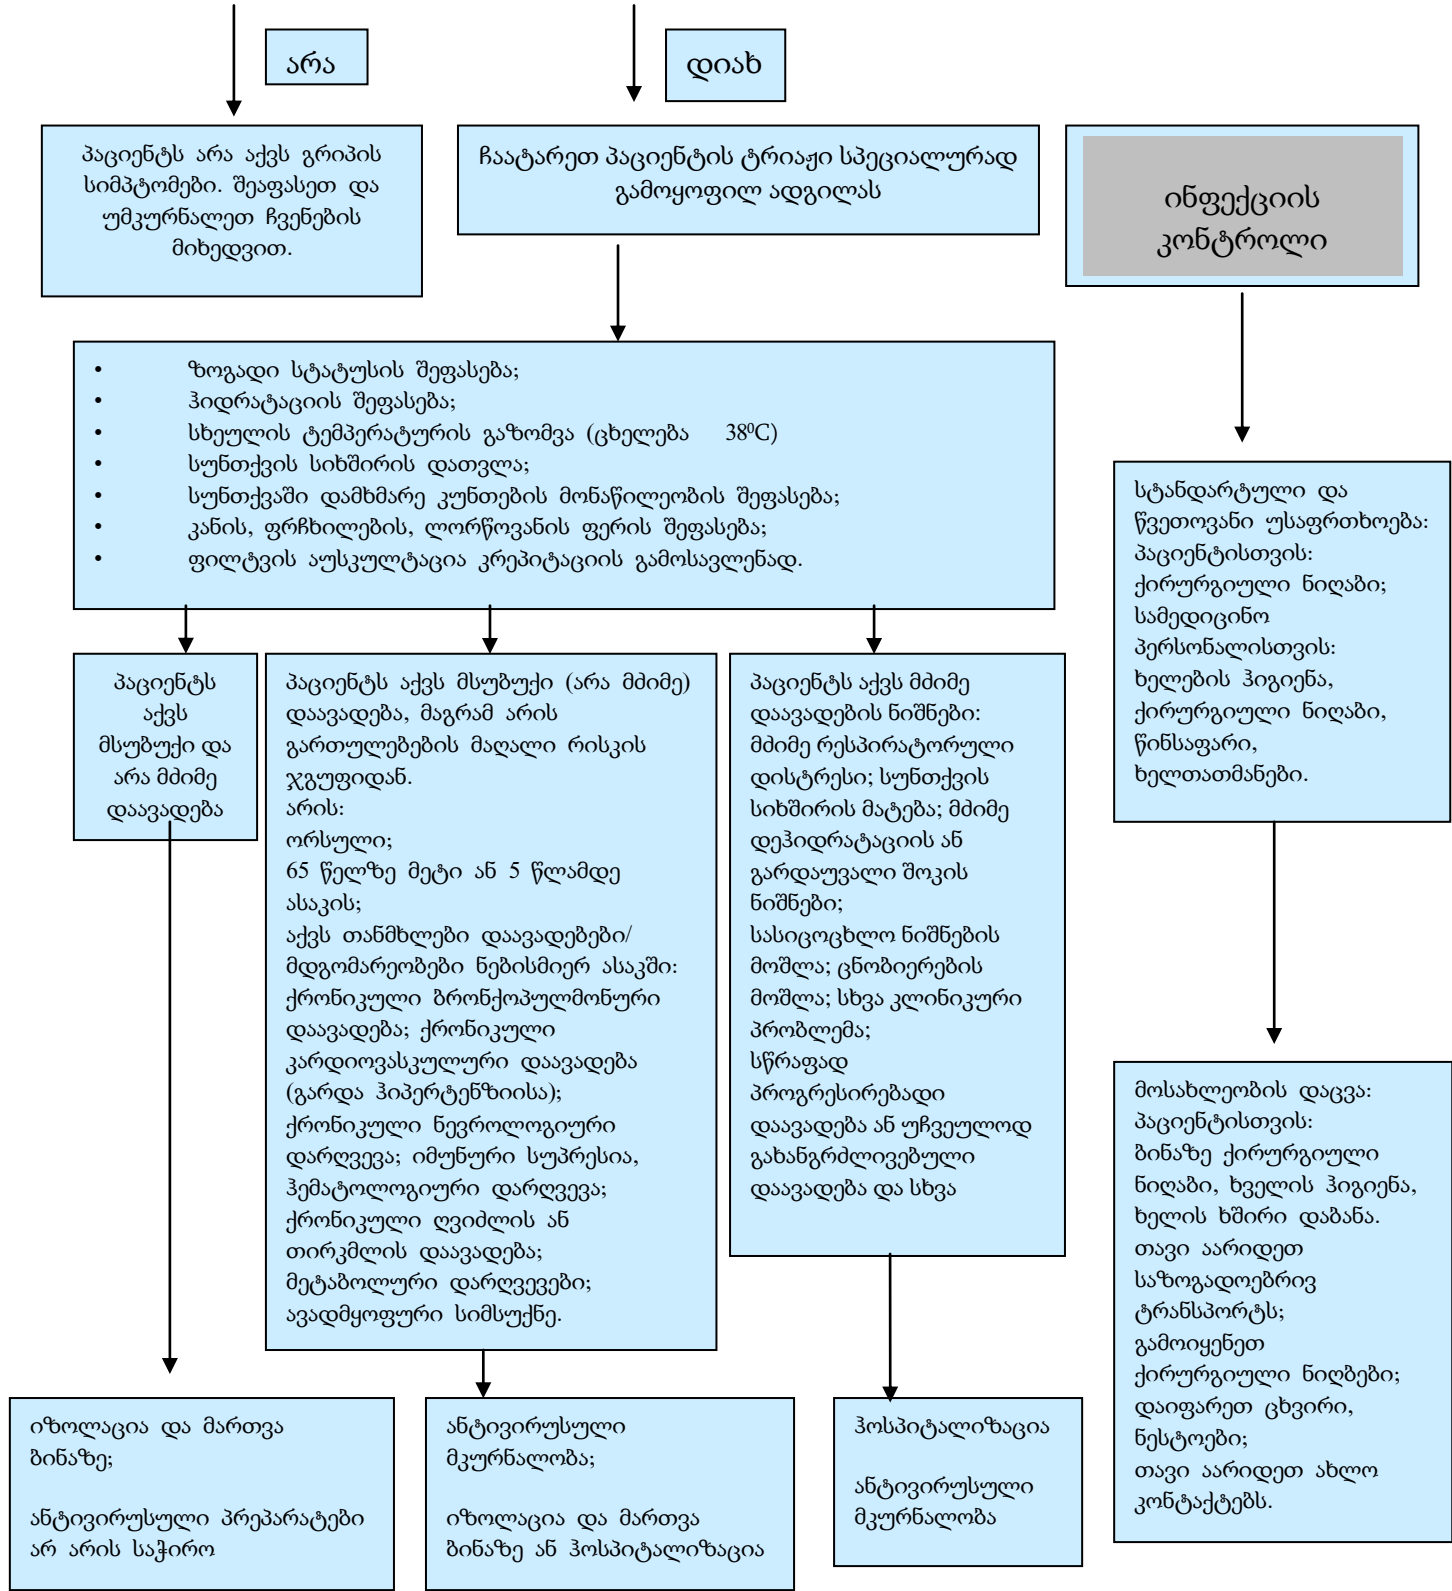 არა
დიახ
პაციენტს არა აქვს გრიპის
სიმპტომები. შეაფასეთ და
უმკურნალეთ ჩვენების
მიხედვით.
ჩაატარეთ პაციენტის ტრიაჟი სპეციალურად
გამოყოფილ ადგილას
ინფექციის
კონტროლი
• ზოგადი სტატუსის შეფასება;
• ჰიდრატაციის შეფასება;
• სხეულის ტემპერატურის გაზომვა (ცხელება 38⁰C)
• სუნთქვის სიხშირის დათვლა;
• სუნთქვაში დამხმარე კუნთების მონაწილეობის შეფასება;
• კანის, ფრჩხილების, ლორწოვანის ფერის შეფასება;
• ფილტვის აუსკულტაცია კრეპიტაციის გამოსავლენად.
პაციენტს
აქვს
მსუბუქი და
არა მძიმე
დაავადება
პაციენტს აქვს მსუბუქი (არა მძიმე)
დაავადება, მაგრამ არის
გართულებების მაღალი რისკის
ჯგუფიდან.
არის:
ორსული;
65 წელზე მეტი ან 5 წლამდე
ასაკის;
აქვს თანმხლები დაავადებები/
მდგომარეობები ნებისმიერ ასაკში:
ქრონიკული ბრონქოპულმონური
დაავადება; ქრონიკული
კარდიოვასკულური დაავადება
(გარდა ჰიპერტენზიისა);
ქრონიკული ნევროლოგიური
დარღვევა; იმუნური სუპრესია,
ჰემატოლოგიური დარღვევა;
ქრონიკული ღვიძლის ან
თირკმლის დაავადება;
მეტაბოლური დარღვევები;
ავადმყოფური სიმსუქნე.
პაციენტს აქვს მძიმე
დაავადების ნიშნები:
მძიმე რესპირატორული
დისტრესი; სუნთქვის
სიხშირის მატება; მძიმე
დეჰიდრატაციის ან
გარდაუვალი შოკის
ნიშნები;
სასიცოცხლო ნიშნების
მოშლა; ცნობიერების
მოშლა; სხვა კლინიკური
პრობლემა;
სწრაფად
პროგრესირებადი
დაავადება ან უჩვეულოდ
გახანგრძლივებული
დაავადება და სხვა
სტანდარტული და
წვეთოვანი უსაფრთხოება:
პაციენტისთვის:
ქირურგიული ნიღაბი;
სამედიცინო
პერსონალისთვის:
ხელების ჰიგიენა,
ქირურგიული ნიღაბი,
წინსაფარი,
ხელთათმანები.
მოსახლეობის დაცვა:
პაციენტისთვის:
ბინაზე ქირურგიული
ნიღაბი, ხველის ჰიგიენა,
ხელის ხშირი დაბანა.
თავი აარიდეთ
საზოგადოებრივ
ტრანსპორტს;
გამოიყენეთ
ქირურგიული ნიღბები;
დაიფარეთ ცხვირი,
ნესტოები;
თავი აარიდეთ ახლო
კონტაქტებს.
იზოლაცია და მართვა
ბინაზე;
ანტივირუსული პრეპარატები
არ არის საჭირო
ანტივირუსული
მკურნალობა;
იზოლაცია და მართვა
ბინაზე ან ჰოსპიტალიზაცია
ჰოსპიტალიზაცია
ანტივირუსული
მკურნალობა